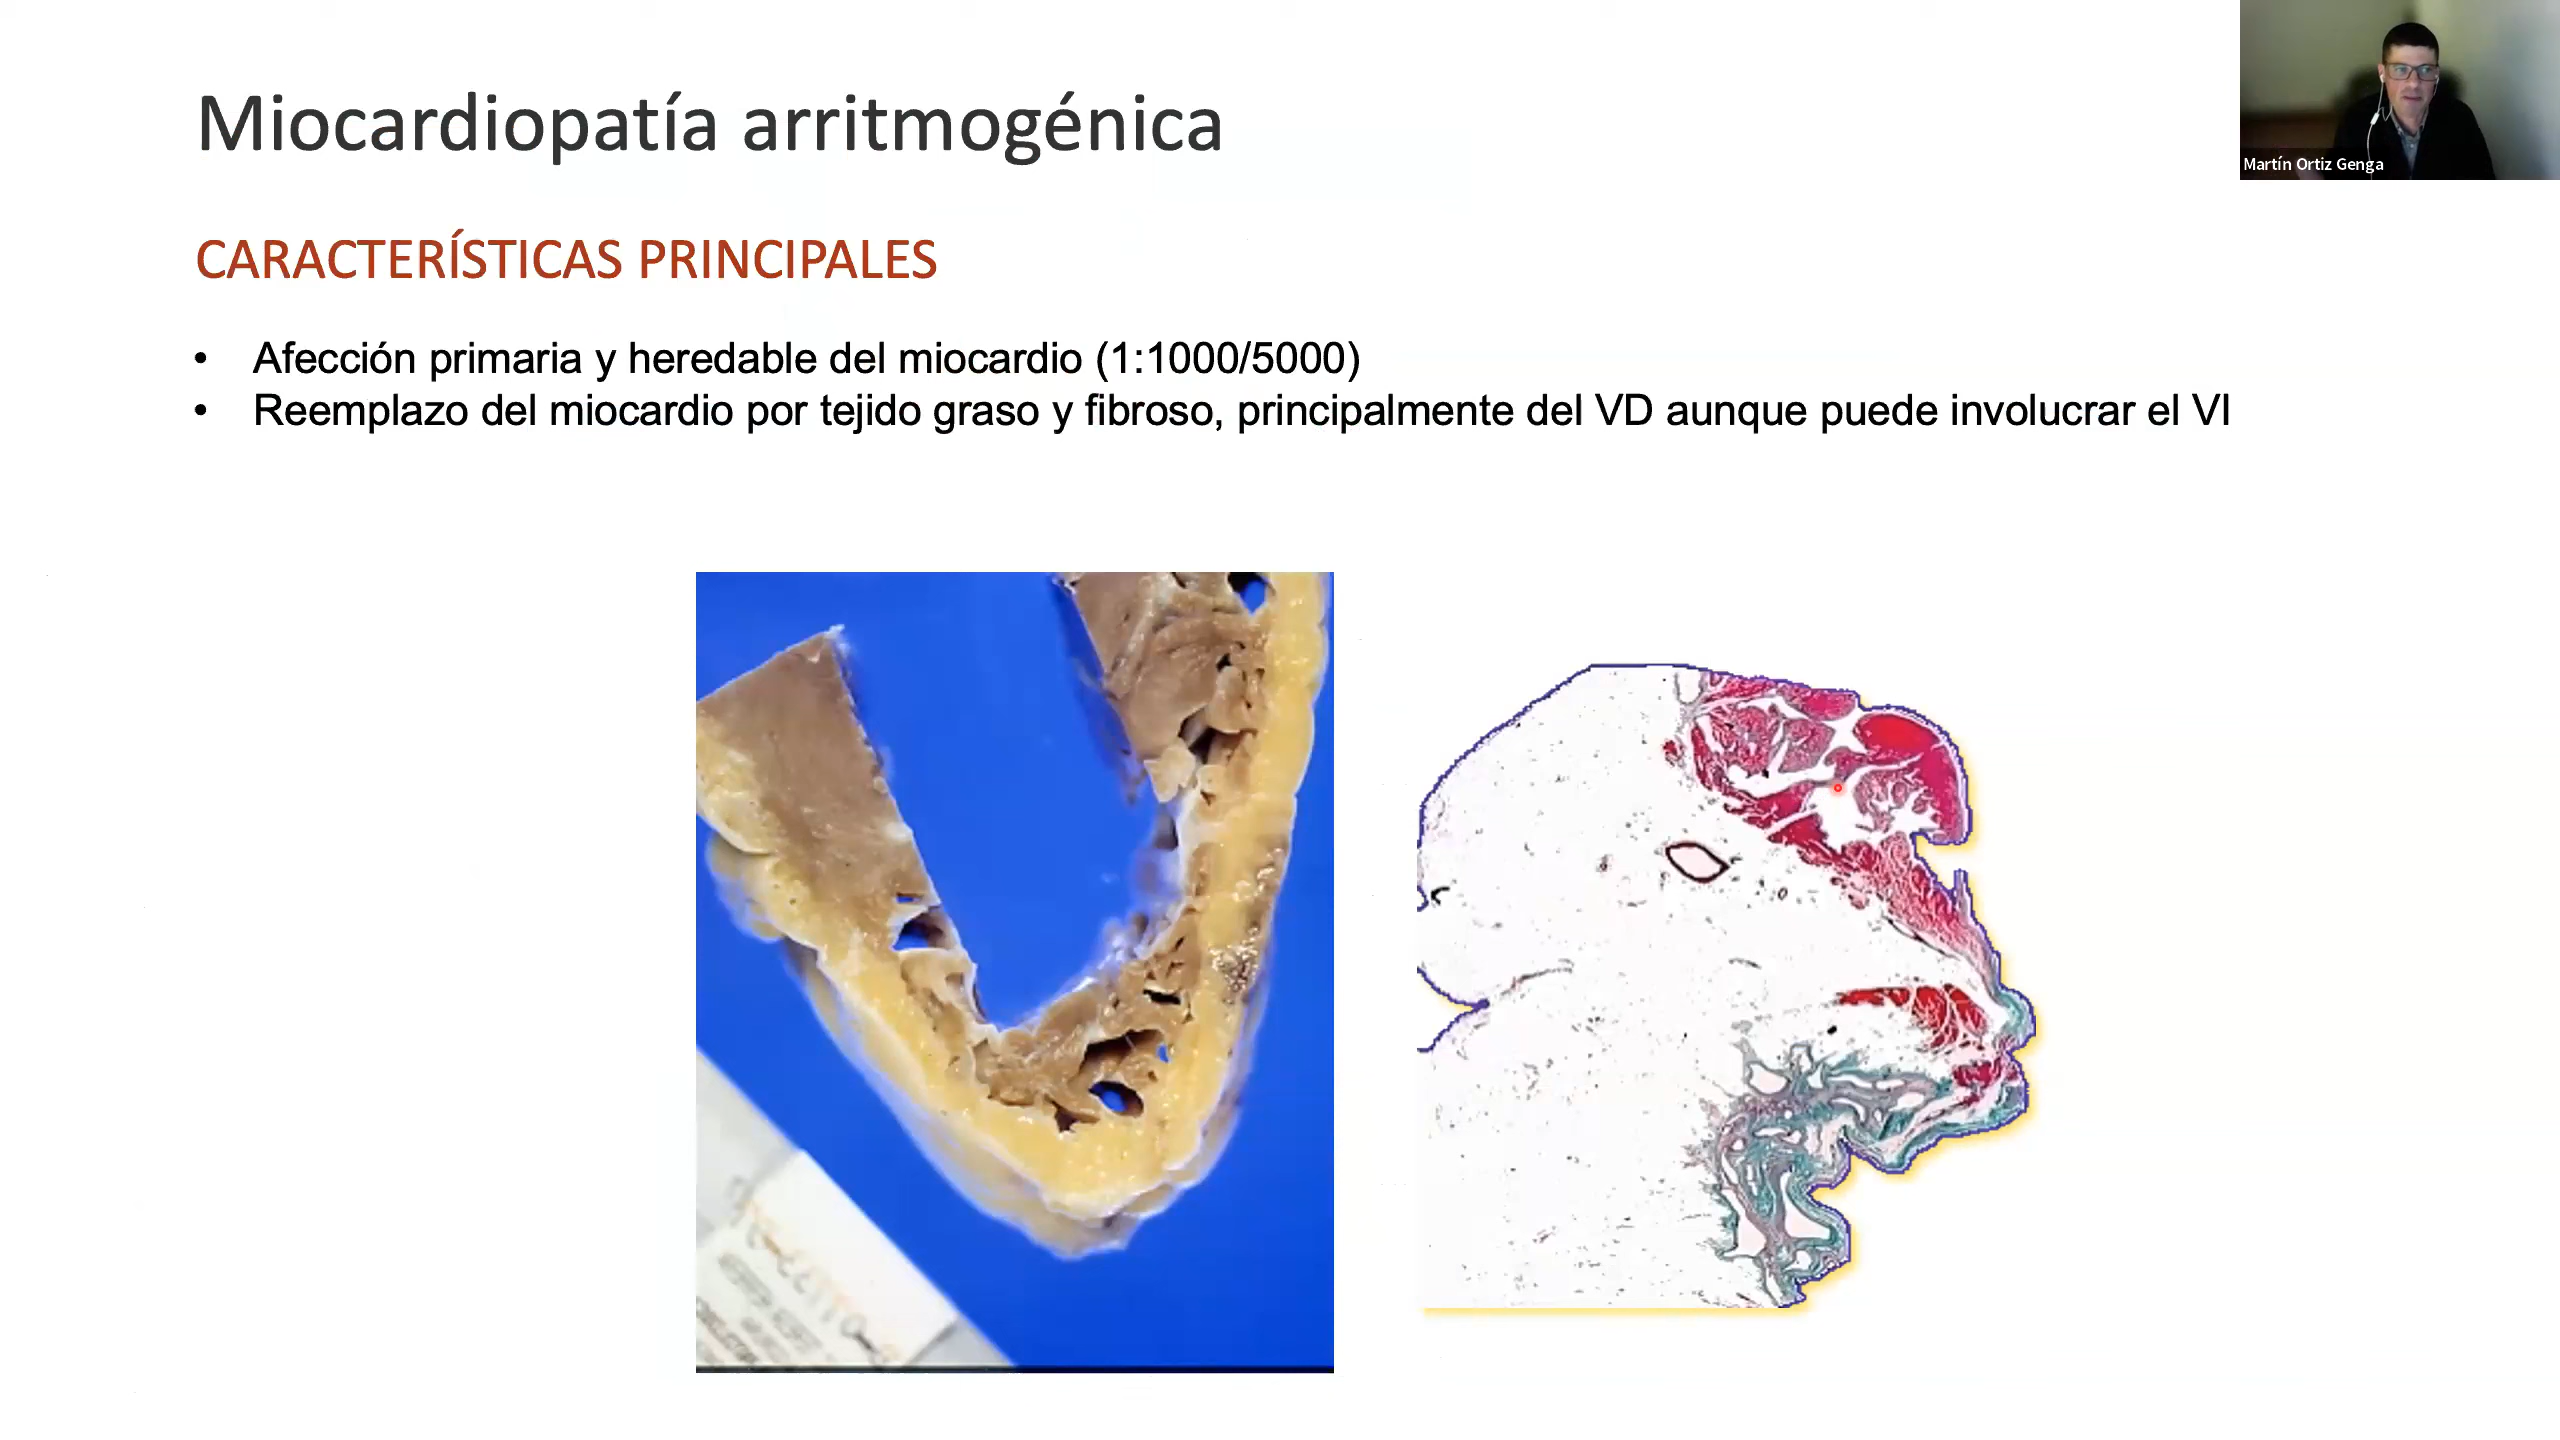 Miocardiopatía arritmogénica
Martín Ortiz Genga
CARACTERÍSTICAS PRINCIPALES
• Afección primaria y heredable del miocardio (1:1000/5000)
• Reemplazo del miocardio por tejido graso y fibroso, principalmente del VD aunque puede involucrar el VI